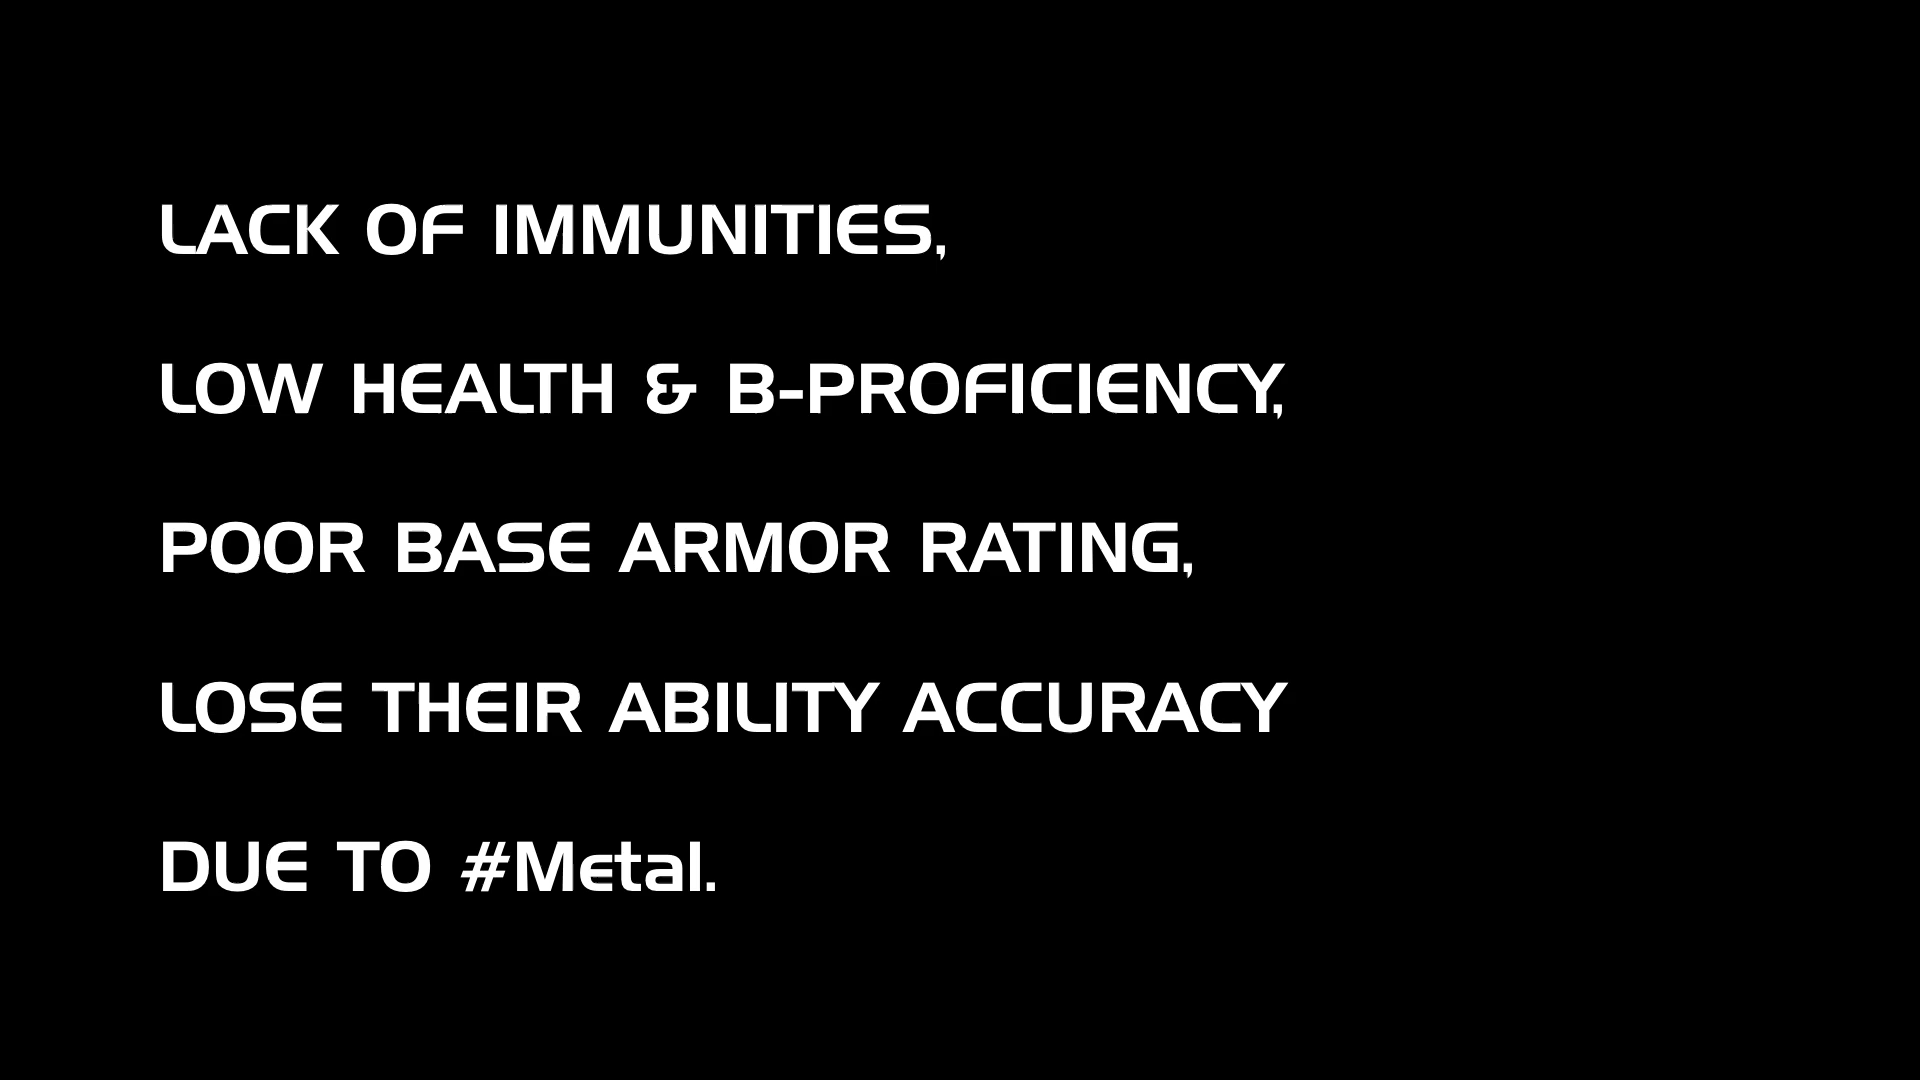 LACK OF IMMUNITIES,
LOW HEALTH & B-PROFICIENCY,
POOR BASE ARMOR RATING,
LOSE THEIR ABILITY ACCURACY
DUE TO #Metal.